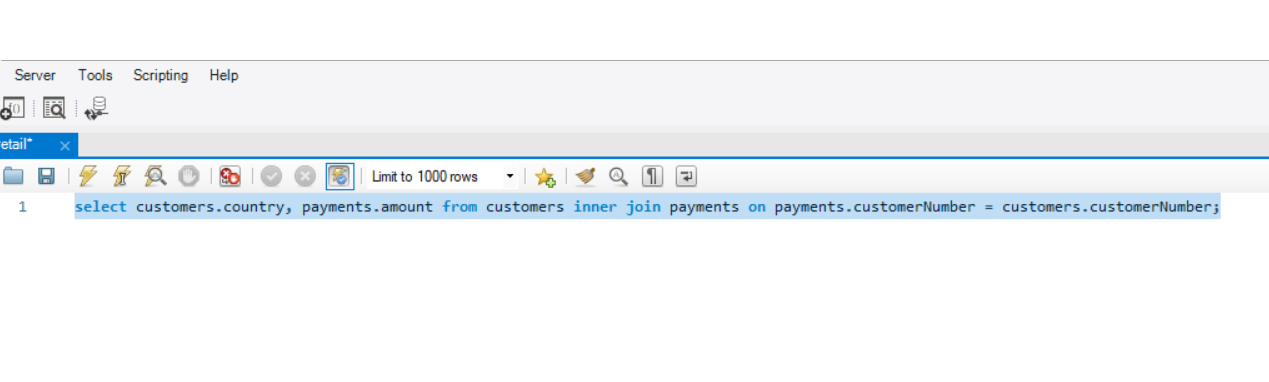 Server Tools Scripting Help
etail*
Limit to 1000 rows
1 select customers.country, payments.amount from customers inner join payments on payments.customerNumber = customers.customerNumber;